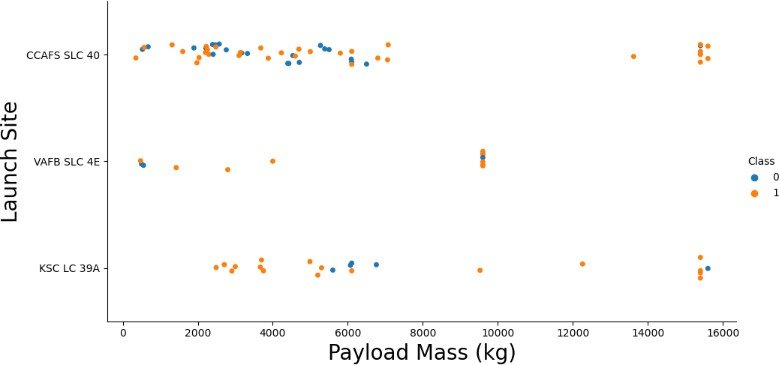 Launch Site
CCAFS SLC 40
VAFB SLC 4E
KSC LC 39A
0 2000 4000 6000 8000 10000 12000 14000 16000
Payload Mass (kg)
Class
0
1